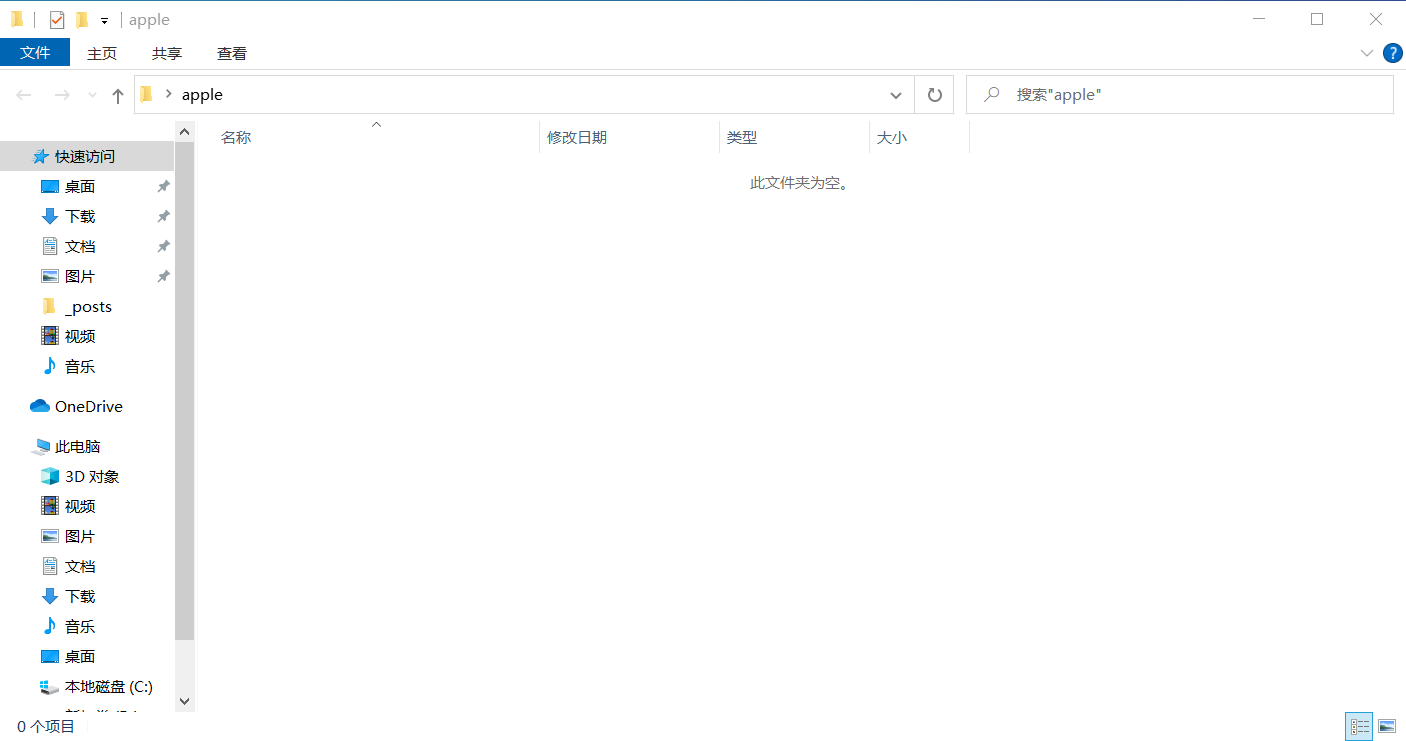 apple
文件 主页 共享 查看
apple
搜索"apple"
名称 修改日期 类型 大小
此文件夹为空。
快速访问
桌面
下载
文档
图片
_posts
视频
音乐
OneDrive
此电脑
3D 对象
视频
图片
文档
下载
音乐
桌面
本地磁盘 (C:)
0 个项目